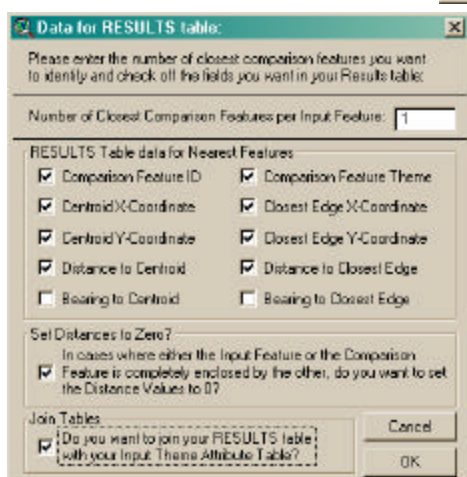 Data for RESULTS table:
Please enter the number of closest comparison features you want
to identify and check off the fields you want in your Results table:
Number of Closest Comparison Features per Input Feature: 1
RESULTS Table data for Nearest Features
Comparison Feature ID
Comparison Feature Theme
Centroid X-Coordinate
Closest Edge X-Coordinate
Centroid Y-Coordinate
Closest Edge Y-Coordinate
Distance to Centroid
Distance to Closest Edge
Bearing to Centroid
Bearing to Closest Edge
Set Distances to Zero?
In cases where either the Input Feature or the Comparison
Feature is completely enclosed by the other, do you want to set
the Distance Values to 0?
Join Tables
Do you want to join your RESULTS table
with your Input Theme Attribute Table?
Cancel
OK